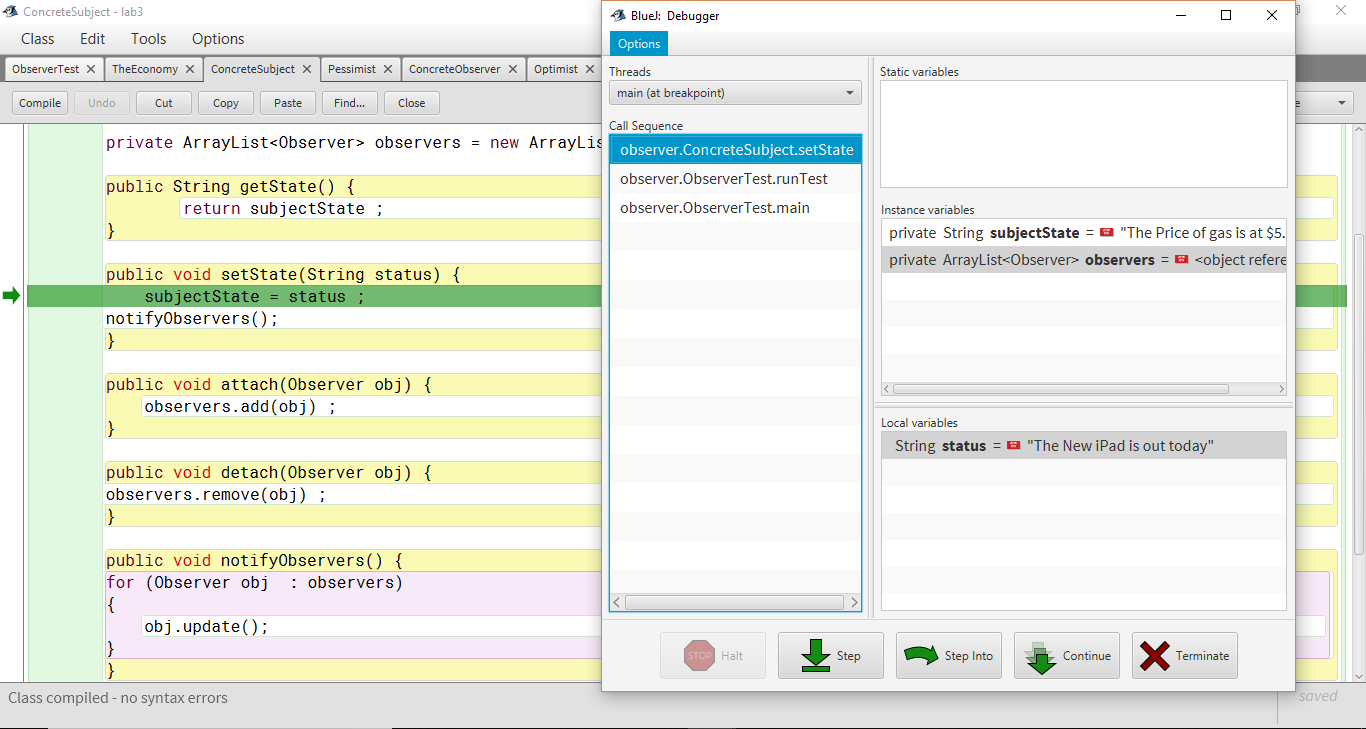 ConcreteSubject - lab3
Class Edit Tools Options
ObserverTest TheEconomy ConcreteSubject Pessimist ConcreteObserver Optimist
Compile Undo Cut Copy Paste Find... Close
private ArrayList<Observer> observers = new ArrayLis
public String getState() {
return subjectState ;
}
public void setState(String status) {
subjectState = status ;
notifyObservers();
}
public void attach(Observer obj) {
observers.add(obj) ;
}
public void detach(Observer obj) {
observers.remove(obj) ;
}
public void notifyObservers() {
for (Observer obj  : observers)
{
obj.update();
}
}
Class compiled - no syntax errors
saved
BlueJ: Debugger
Options
Threads
main (at breakpoint)
Call Sequence
observer.ConcreteSubject.setState
observer.ObserverTest.runTest
observer.ObserverTest.main
Static variables
Instance variables
private String subjectState = "The Price of gas is at $5.
private ArrayList<Observer> observers = <object refere
Local variables
String status = "The New iPad is out today"
STOP Halt Step Step Into Continue Terminate